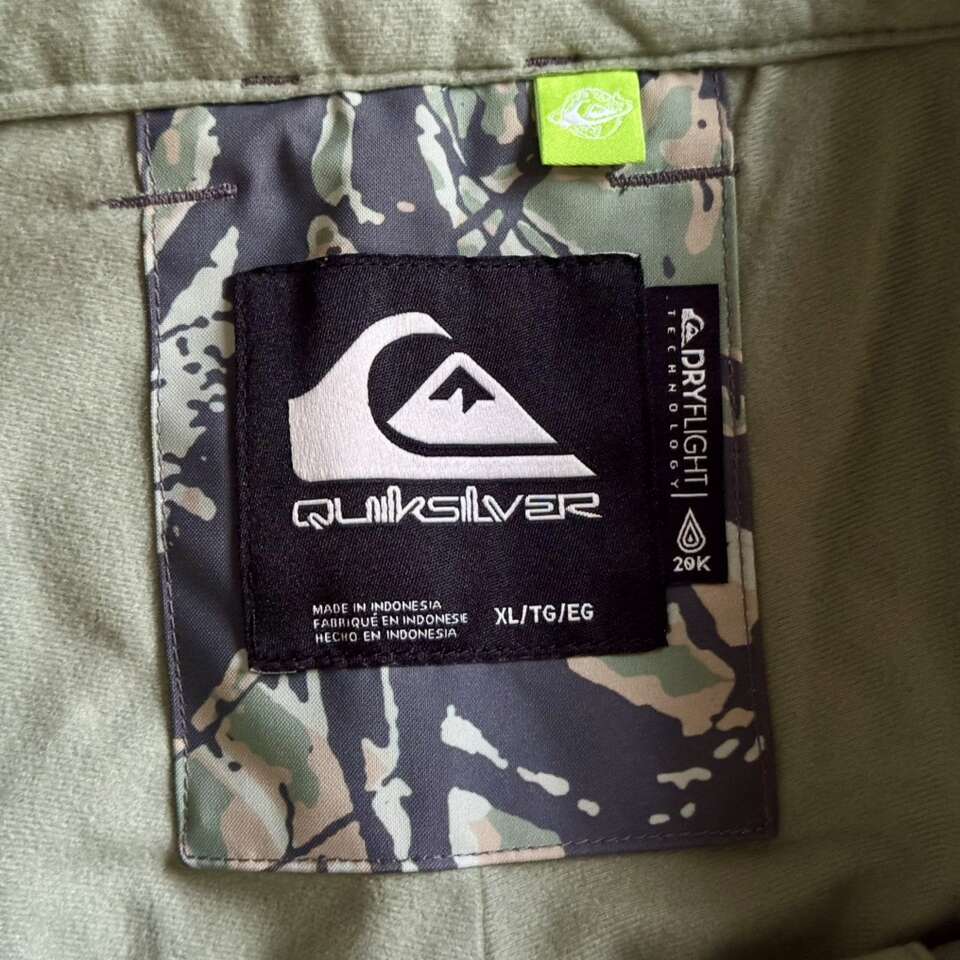 QUIKSILVER
MADE IN INDONESIA
FABRIQUÉ EN INDONESIE
HECHO EN INDONESIA
XL/TG/EG
DRYFLIGHT
TECHNOLOGY
20K